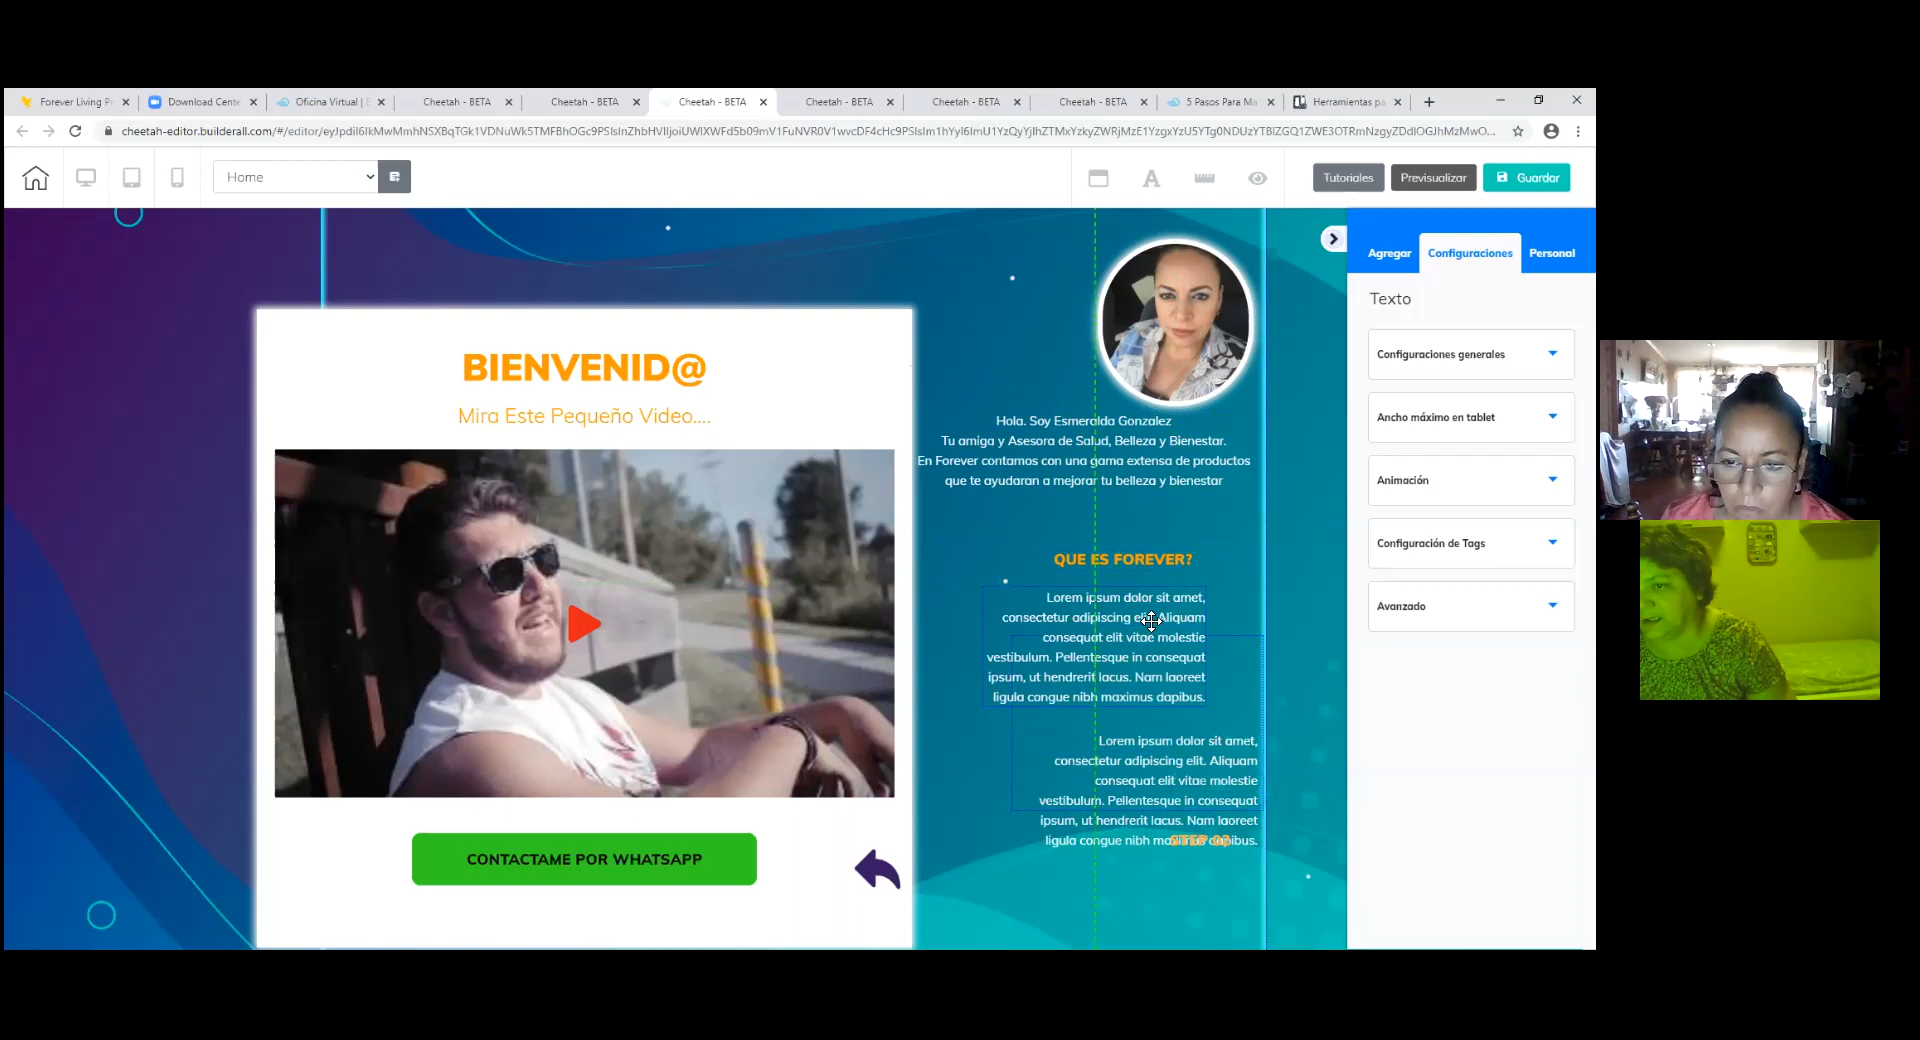 Forever Living Pr
Download Cente
Oficina Virtual |
Cheetah - BETA
Cheetah - BETA
Cheetah - BETA
Cheetah - BETA
Cheetah - BETA
Cheetah - BETA
5 Pasos Para Ma
Herramientas pa
Home
Tutoriales
Previsualizar
Guardar
Agregar
Configuraciones
Personal
Texto
Configuraciones generales
Ancho máximo en tablet
Animación
Configuración de Tags
Avanzado
BIENVENID@
Mira Este Pequeño Video....
CONTACTAME POR WHATSAPP
Hola. Soy Esmeralda Gonzalez
Tu amiga y Asesora de Salud, Belleza y Bienestar.
En Forever contamos con una gama extensa de productos
que te ayudaran a mejorar tu belleza y bienestar
QUE ES FOREVER?
Lorem ipsum dolor sit amet,
consectetur adipiscing elit. Aliquam
consequat elit vitae molestie
vestibulum. Pellentesque in consequat
ipsum, ut hendrerit lacus. Nam laoreet
ligula congue nibh maximus dapibus.
Lorem ipsum dolor sit amet,
consectetur adipiscing elit. Aliquam
consequat elit vitae molestie
vestibulum. Pellentesque in consequat
ipsum, ut hendrerit lacus. Nam laoreet
ligula congue nibh maximus dapibus.